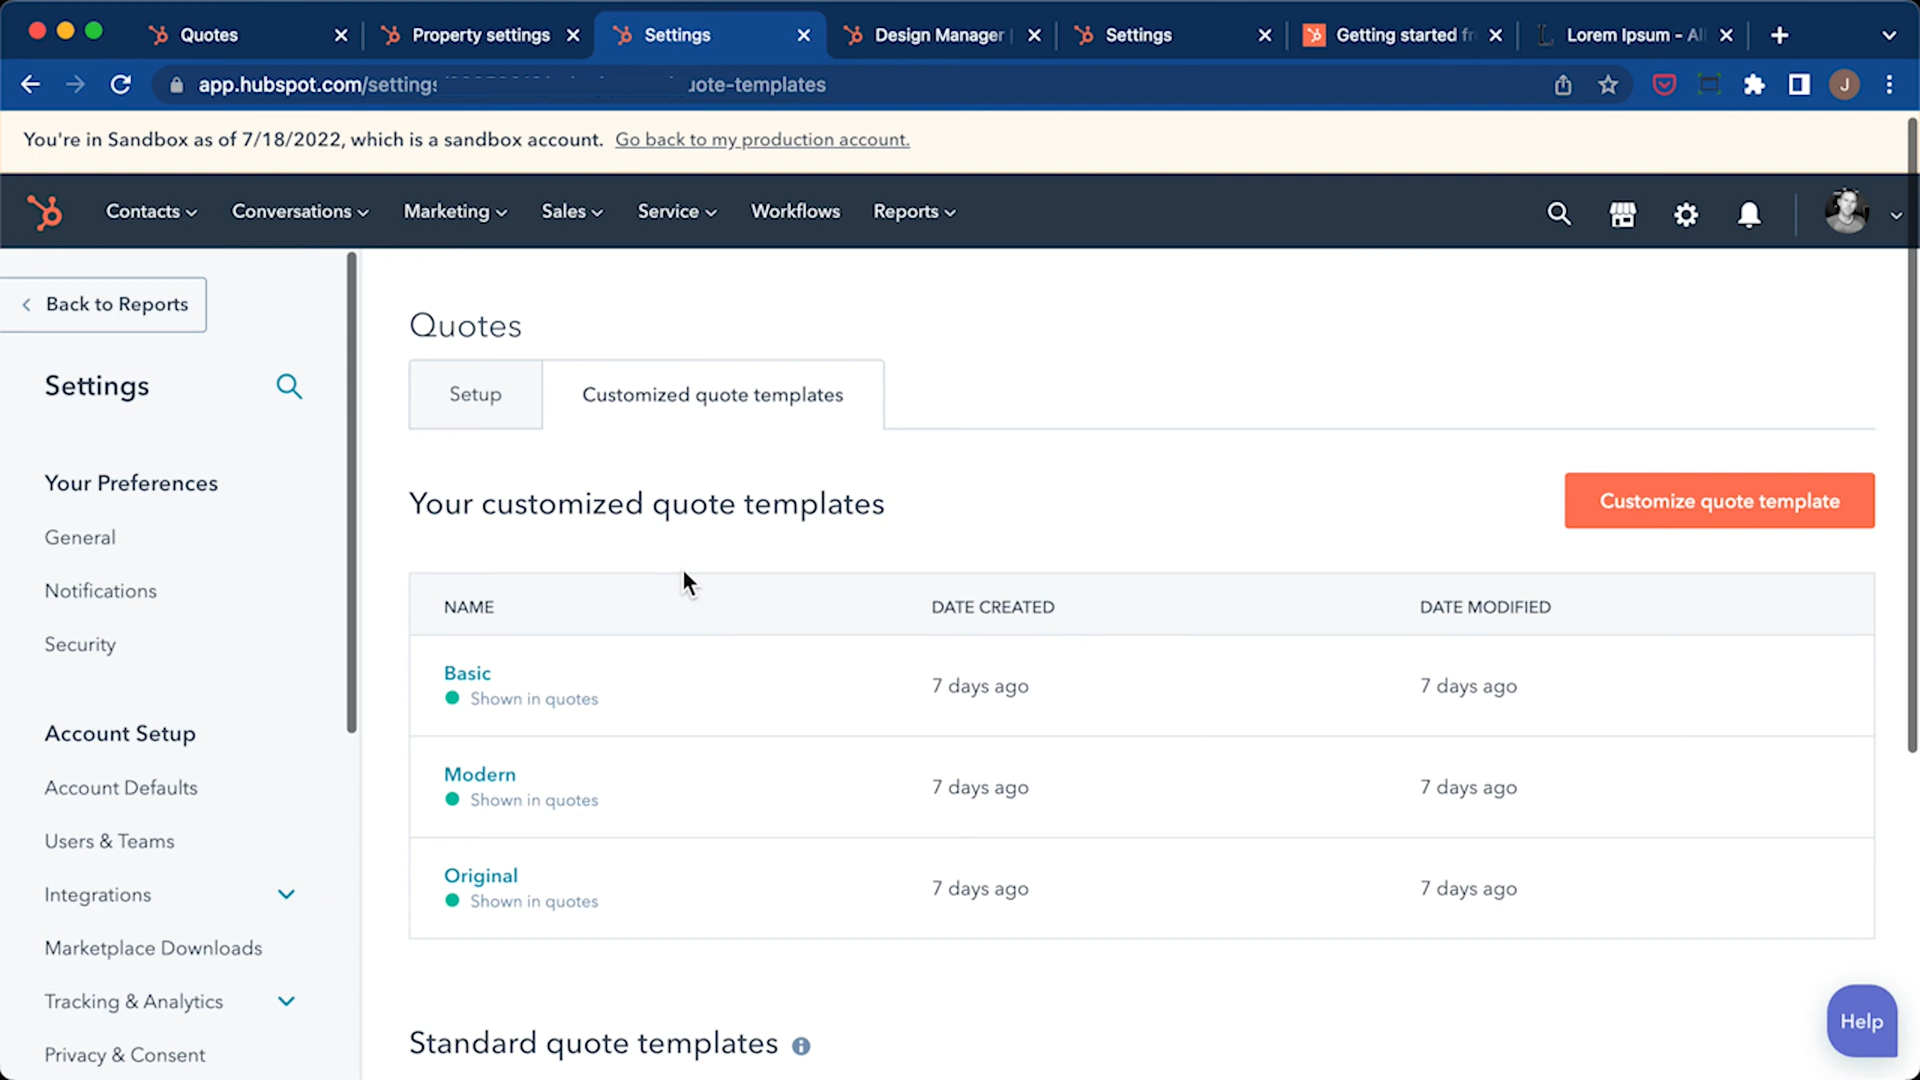 Quotes
Property settings
Settings
Design Manager
Settings
Getting started fr
Lorem Ipsum - All
app.hubspot.com/settings
uote-templates
J
You're in Sandbox as of 7/18/2022, which is a sandbox account. Go back to my production account.
Contacts
Conversations
Marketing
Sales
Service
Workflows
Reports
Back to Reports
Settings
Your Preferences
General
Notifications
Security
Account Setup
Account Defaults
Users & Teams
Integrations
Marketplace Downloads
Tracking & Analytics
Privacy & Consent
Quotes
Setup
Customized quote templates
Your customized quote templates
Customize quote template
NAME
DATE CREATED
DATE MODIFIED
Basic
Shown in quotes
7 days ago
7 days ago
Modern
Shown in quotes
7 days ago
7 days ago
Original
Shown in quotes
7 days ago
7 days ago
Standard quote templates
Help